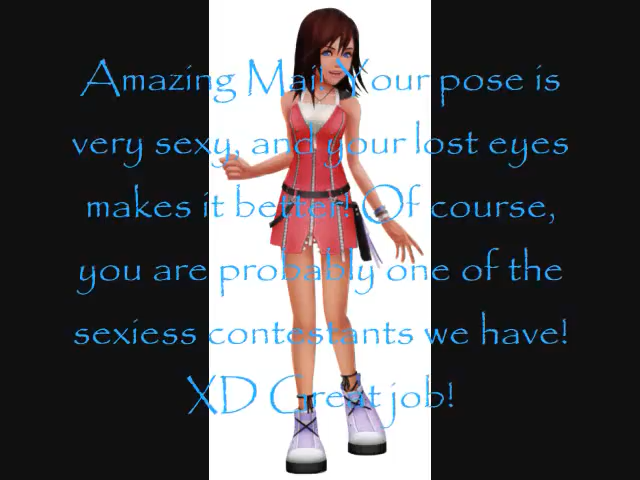 Amazing Mai! Your pose is
very sexy, and your lost eyes
makes it better! Of course,
you are probably one of the
sexiess contestants we have!
XD Great job!